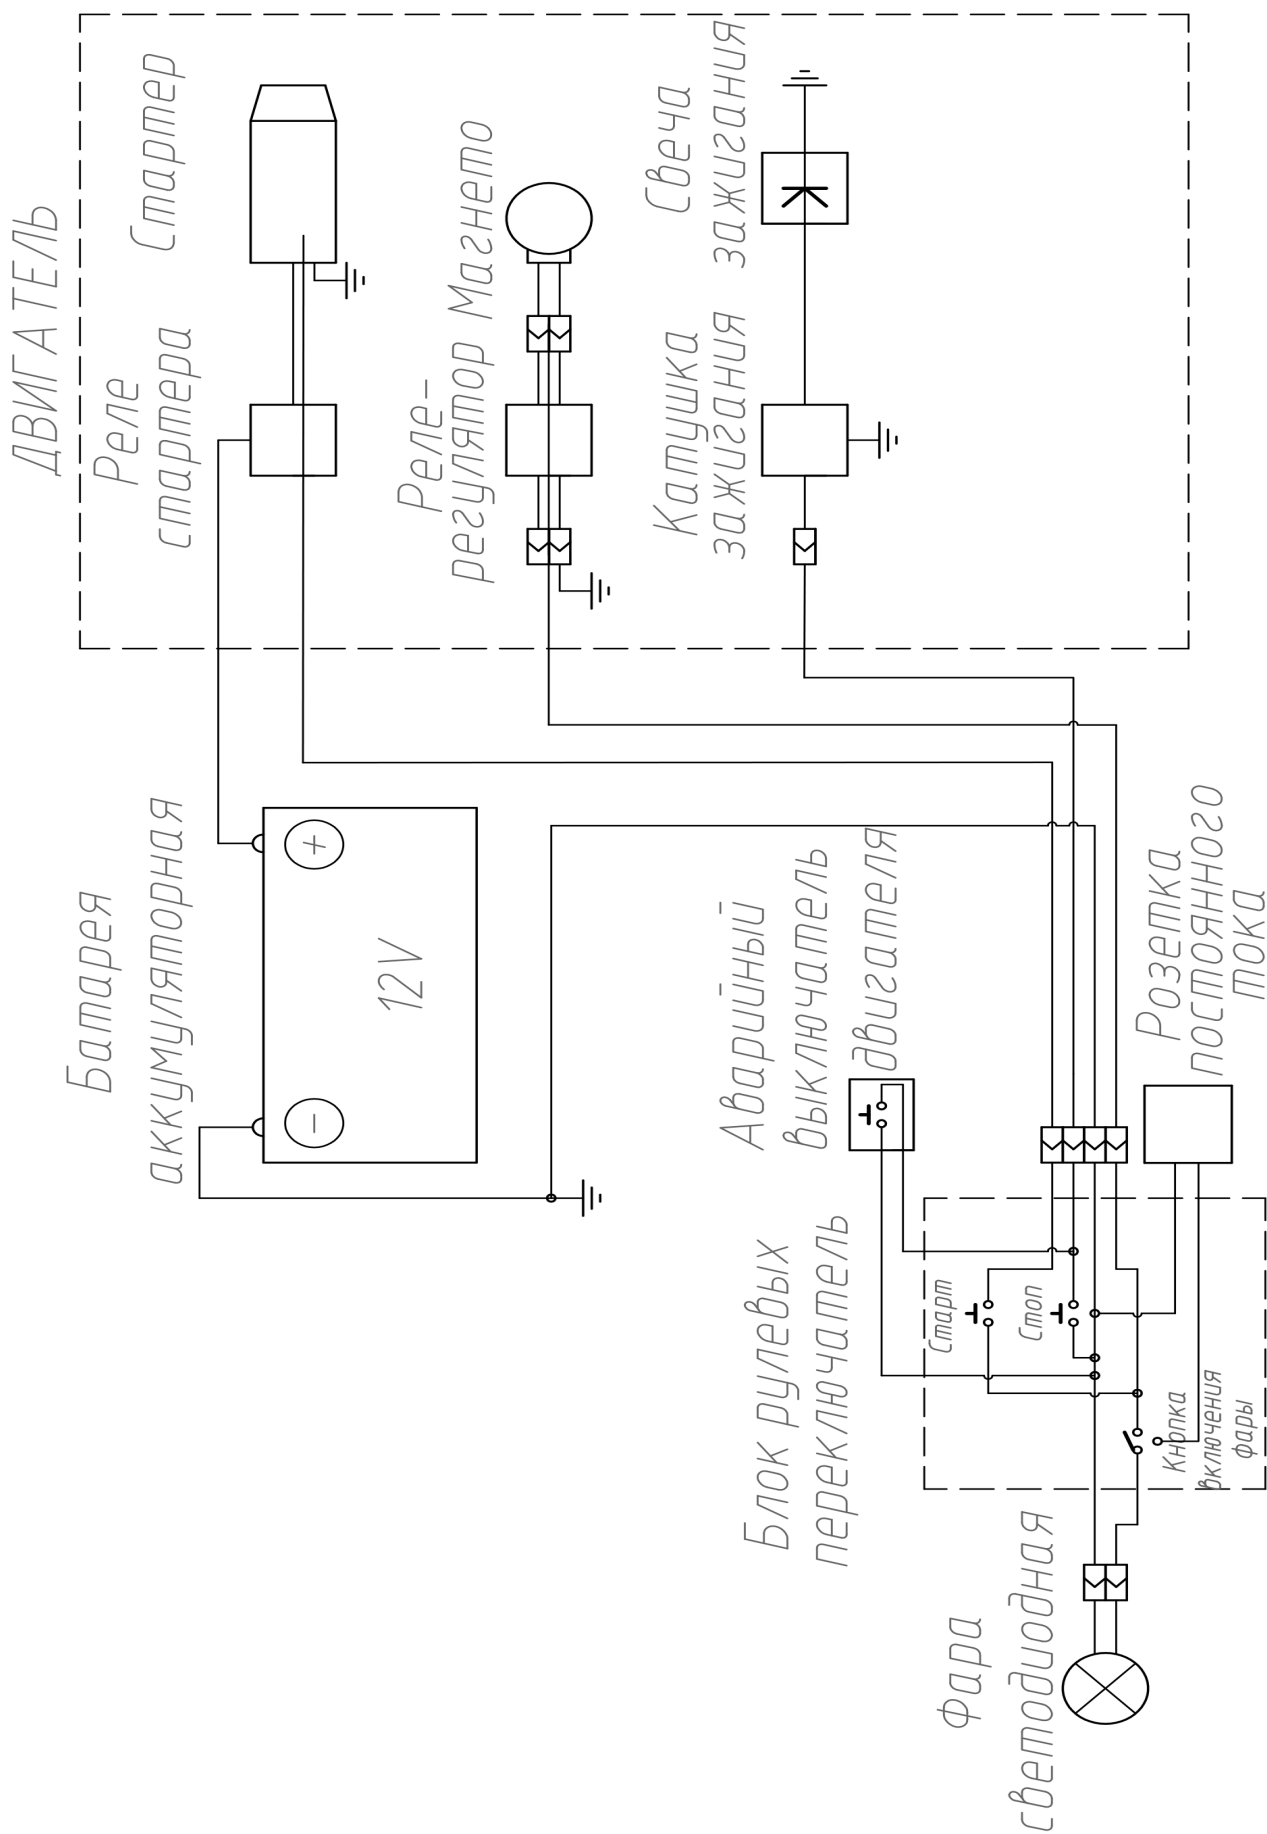 ДВИГАТЕЛЬ
Стартер
Реле
стартера
Магнето
Реле-
регулятор
Свеча
зажигания
Катушка
зажигания
Батарея
аккумуляторная
+
12V
−
Аварийный
выключатель
двигателя
Розетка
постоянного
тока
Блок рулевых
переключатель
Старт
Стоп
Кнопка
включения
фары
Фара
светодиодная